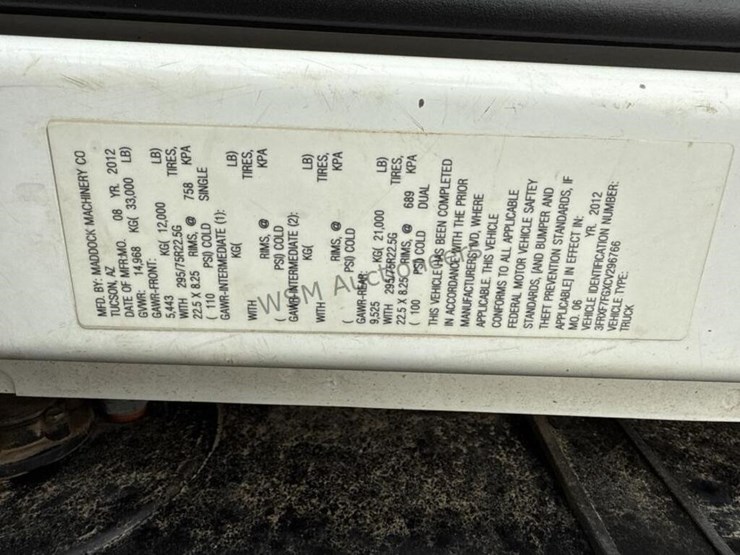 MFD. BY: MADDOCK MACHINERY CO
TUCSON, AZ
DATE OF MFR:MO. 08 YR. 2012
GVWR: 14,968 KG( 33,000 LB)
GAWR-FRONT:
5,443 KG( 12,000 LB)
WITH 295/75R22.5G TIRES,
22.5 X 8.25 RIMS, @ 758 KPA
( 110 PSI) COLD SINGLE
GAWR-INTERMEDIATE (1):
KG( LB)
WITH TIRES,
RIMS, @ KPA
( PSI) COLD
GAWR-INTERMEDIATE (2):
KG( LB)
WITH TIRES,
RIMS, @ KPA
( PSI) COLD
GAWR-REAR:
9,525 KG( 21,000 LB)
WITH 295/75R22.5G TIRES,
22.5 X 8.25 RIMS, @ 689 KPA
( 100 PSI) COLD DUAL
THIS VEHICLE HAS BEEN COMPLETED
IN ACCORDANCE WITH THE PRIOR
MANUFACTURERS IVD, WHERE
APPLICABLE THIS VEHICLE
CONFORMS TO ALL APPLICABLE
FEDERAL MOTOR VEHICLE SAFTEY
STANDARDS, [AND BUMPER AND
THEFT PREVENTION STANDARDS, IF
APPLICABLE] IN EFFECT IN:
MO. 06 YR. 2012
VEHICLE IDENTIFICATION NUMBER:
3FRXF7FGXCV296766
VEHICLE TYPE:
TRUCK
WSM Auctioneers